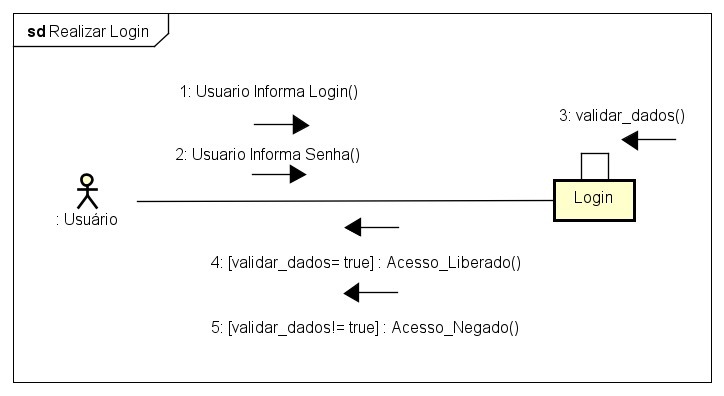 sd Realizar Login
1: Usuario Informa Login()
3: validar_dados()
2: Usuario Informa Senha()
Login
: Usuário
4: [validar_dados= true] : Acesso_Liberado()
5: [validar_dados!= true] : Acesso_Negado()